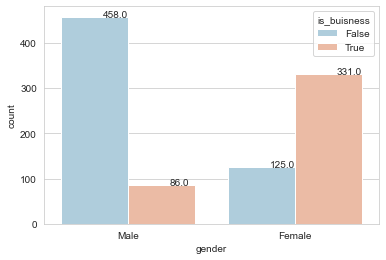 is_buisness
False
True
458.0
86.0
125.0
331.0
400
300
200
100
0
count
Male
Female
gender